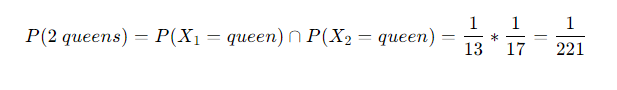 P(2 queens) = P(X₁ = queen) ∩ P(X₂ = queen) = 1/13 * 1/17 = 1/221